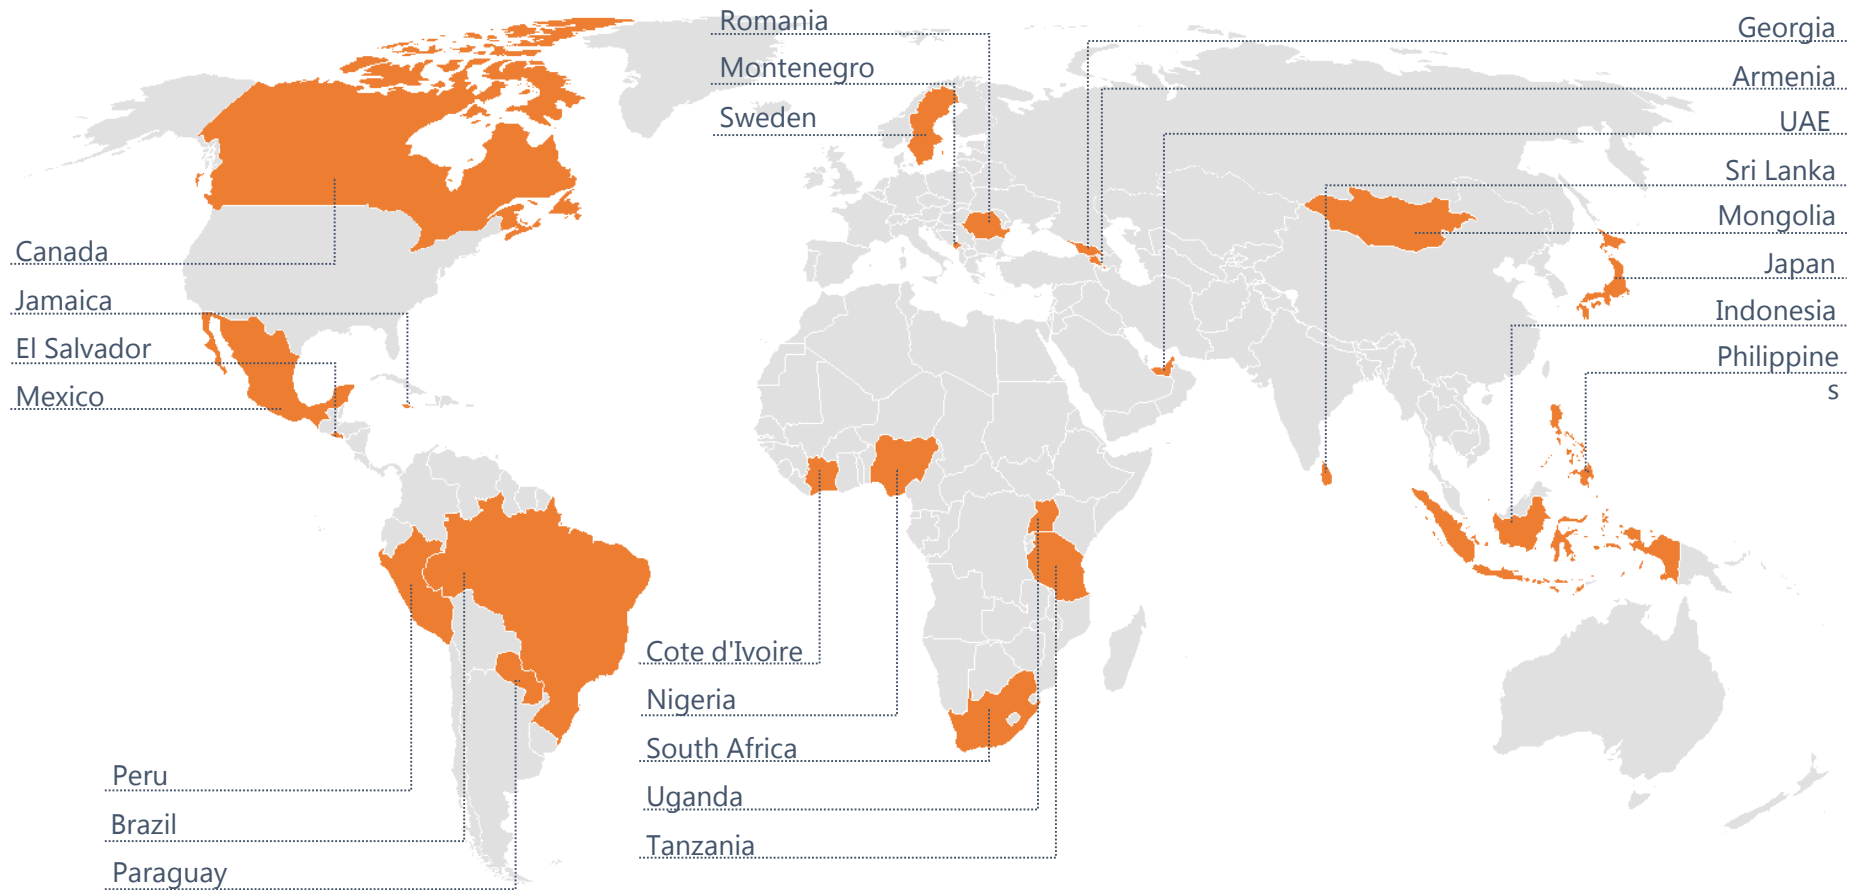 Romania
Montenegro
Sweden
Georgia
Armenia
UAE
Sri Lanka
Mongolia
Japan
Indonesia
Philippine
s
Canada
Jamaica
El Salvador
Mexico
Cote d'Ivoire
Nigeria
South Africa
Uganda
Tanzania
Peru
Brazil
Paraguay